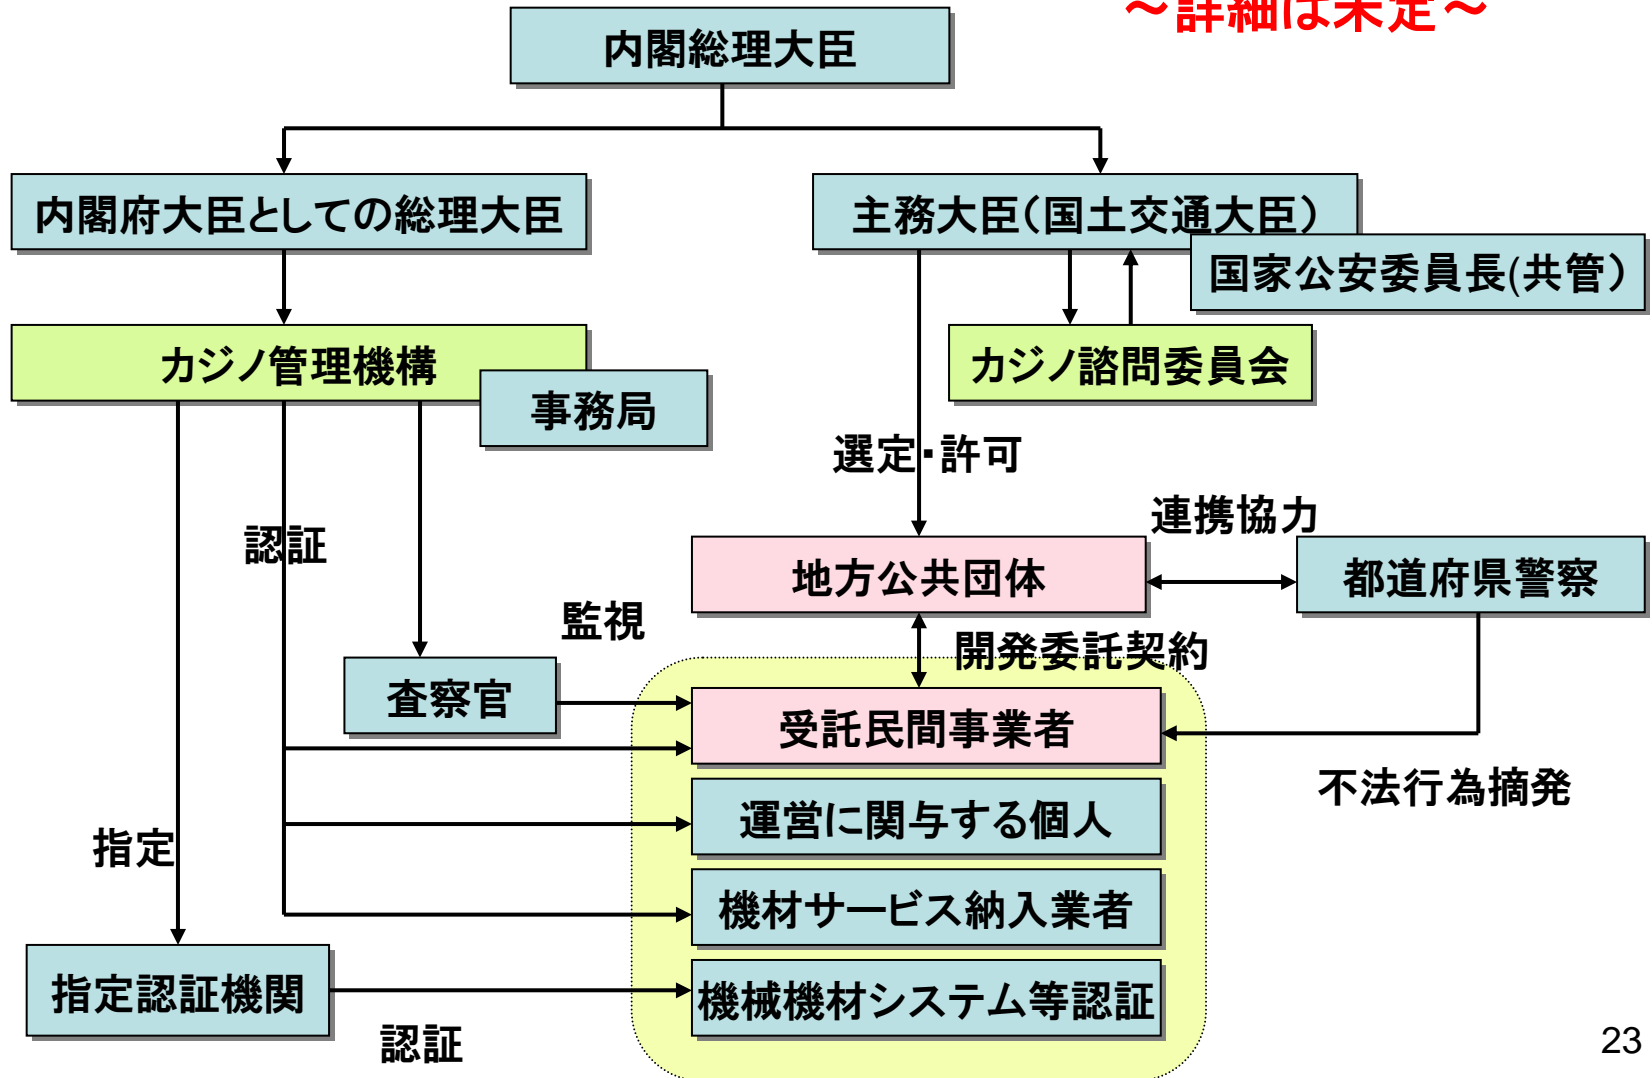 ～詳細は未定～
内閣総理大臣
内閣府大臣としての総理大臣
主務大臣（国土交通大臣）
国家公安委員長(共管）
カジノ管理機構
事務局
カジノ諮問委員会
選定・許可
連携協力
認証
地方公共団体
都道府県警察
監視
開発委託契約
査察官
受託民間事業者
不法行為摘発
運営に関与する個人
指定
機材サービス納入業者
指定認証機関
機械機材システム等認証
認証
23